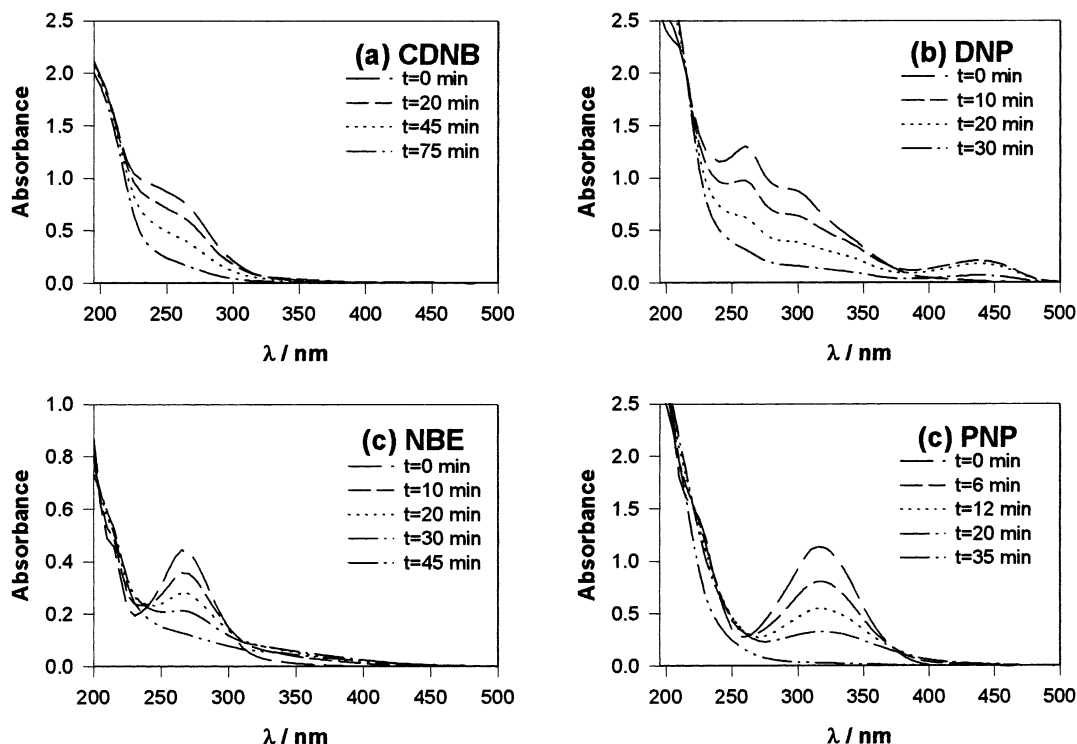 (a) CDNB
t=0 min
t=20 min
t=45 min
t=75 min
Absorbance
2.5
2.0
1.5
1.0
0.5
0.0
200 250 300 350 400 450 500
λ / nm
(b) DNP
t=0 min
t=10 min
t=20 min
t=30 min
Absorbance
2.5
2.0
1.5
1.0
0.5
0.0
200 250 300 350 400 450 500
λ / nm
(c) NBE
t=0 min
t=10 min
t=20 min
t=30 min
t=45 min
Absorbance
1.0
0.8
0.6
0.4
0.2
0.0
200 250 300 350 400 450 500
λ / nm
(c) PNP
t=0 min
t=6 min
t=12 min
t=20 min
t=35 min
Absorbance
2.5
2.0
1.5
1.0
0.5
0.0
200 250 300 350 400 450 500
λ / nm